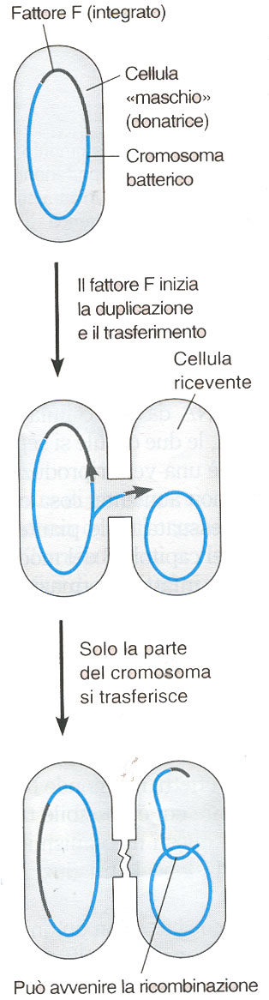 Fattore F (integrato)
Cellula
«maschio»
(donatrice)
Cromosoma
batterico
Il fattore F inizia
la duplicazione
e il trasferimento
Cellula
ricevente
Solo la parte
del cromosoma
si trasferisce
Può avvenire la ricombinazione